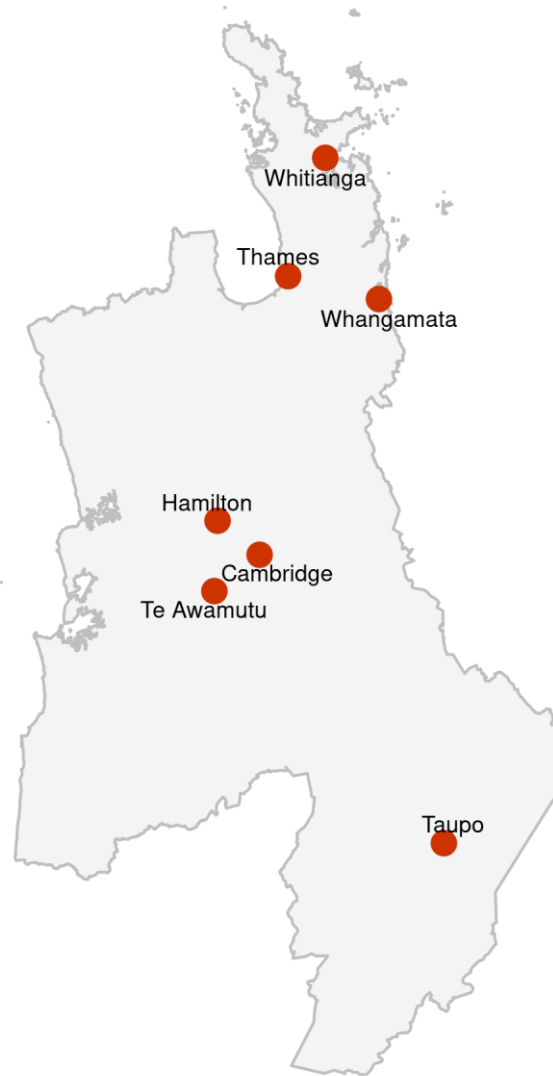 Whitianga
Thames
Whangamata
Hamilton
Cambridge
Te Awamutu
Taupo